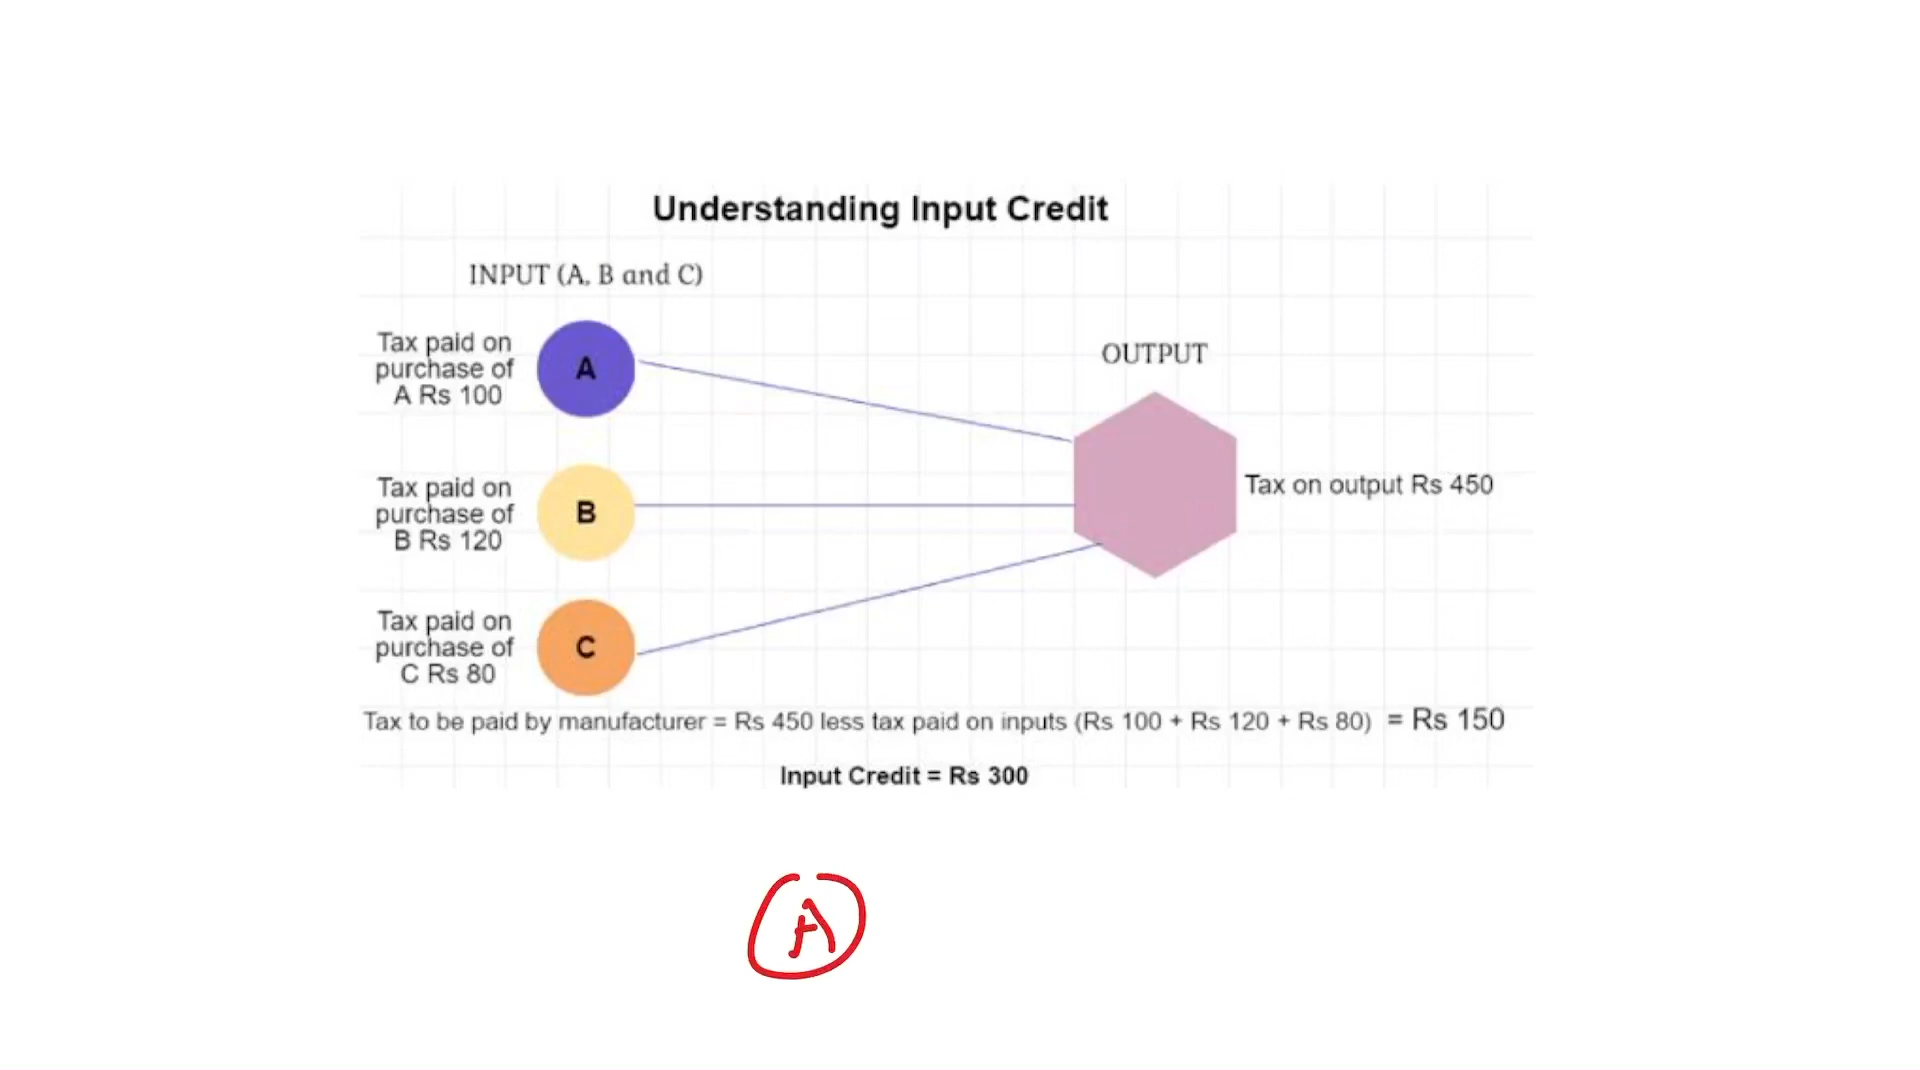 Understanding Input Credit
INPUT (A, B and C)
Tax paid on
purchase of
A Rs 100
A
OUTPUT
Tax paid on
purchase of
B Rs 120
B
Tax on output Rs 450
Tax paid on
purchase of
C Rs 80
C
Tax to be paid by manufacturer = Rs 450 less tax paid on inputs (Rs 100 + Rs 120 + Rs 80) = Rs 150
Input Credit = Rs 300
A